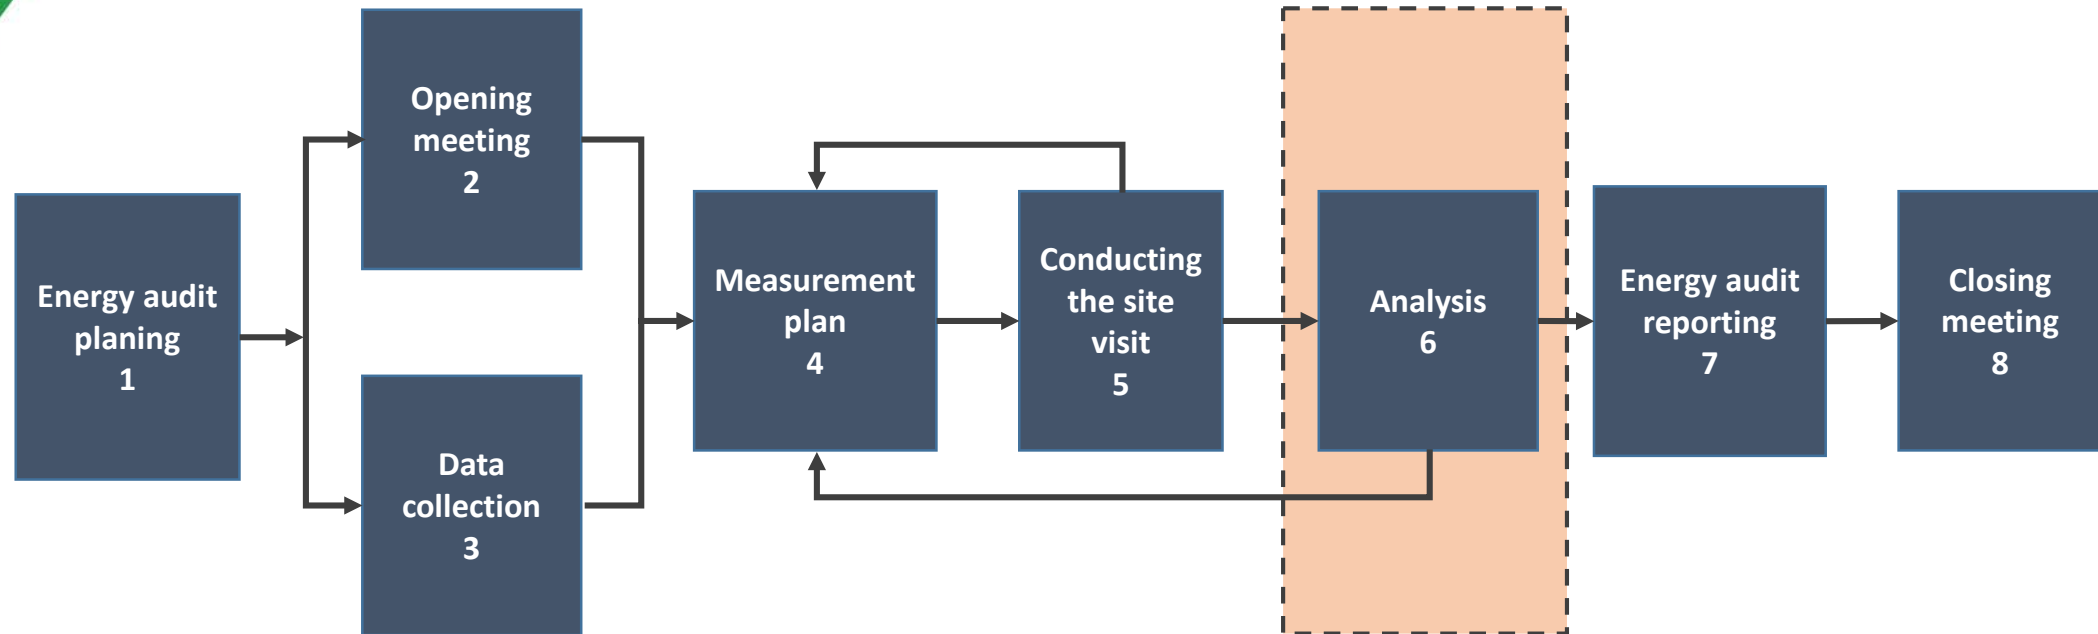 Energy audit
planing
1
Opening
meeting
2
Data
collection
3
Measurement
plan
4
Conducting
the site
visit
5
Analysis
6
Energy audit
reporting
7
Closing
meeting
8